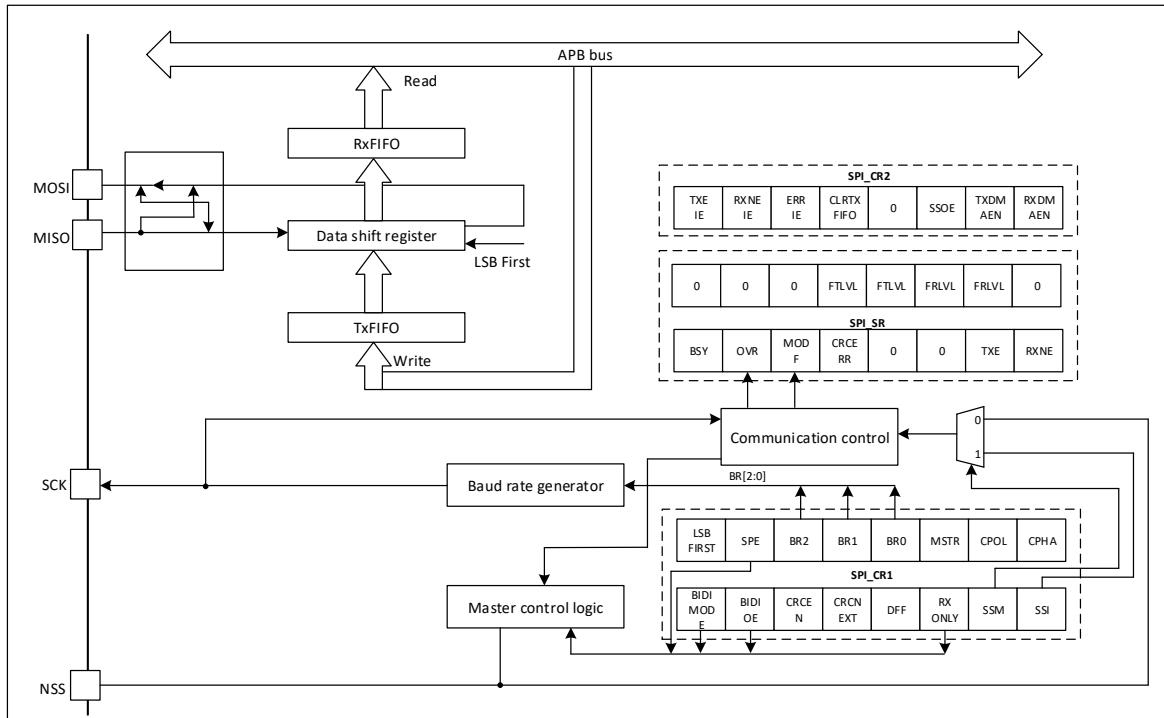 APB bus
Read
RxFIFO
MOSI
MISO
Data shift register
LSB First
TxFIFO
Write
SPI_CR2
TXE
IE
RXNE
IE
ERR
IE
CLRTX
FIFO
0
SSOE
TXDM
AEN
RXDM
AEN
0
0
0
FTLVL
FTLVL
FRLVL
FRLVL
0
SPI_SR
BSY
OVR
MOD
F
CRCE
RR
0
0
TXE
RXNE
Communication control
0
1
SCK
Baud rate generator
BR[2:0]
LSB
FIRST
SPE
BR2
BR1
BR0
MSTR
CPOL
CPHA
SPI_CR1
Master control logic
BIDI
MOD
E
BIDI
OE
CRCE
N
CRCN
EXT
DFF
RX
ONLY
SSM
SSI
NSS